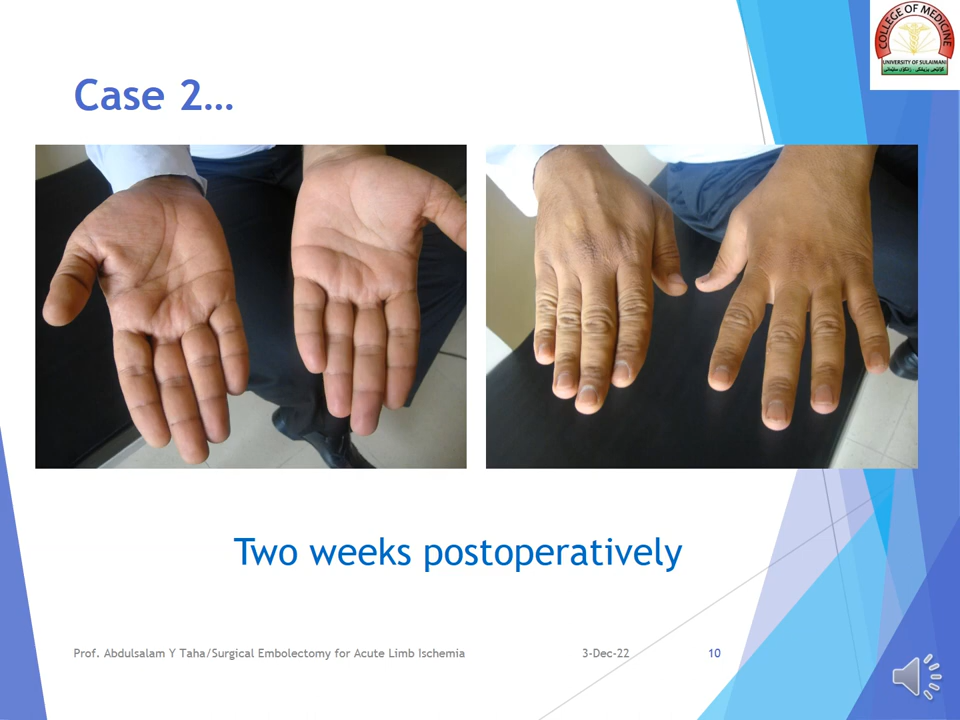 COLLEGE OF MEDICINE
UNIVERSITY OF SULAIMANI
Case 2…
Two weeks postoperatively
Prof. Abdulsalam Y Taha/Surgical Embolectomy for Acute Limb Ischemia
3-Dec-22
10